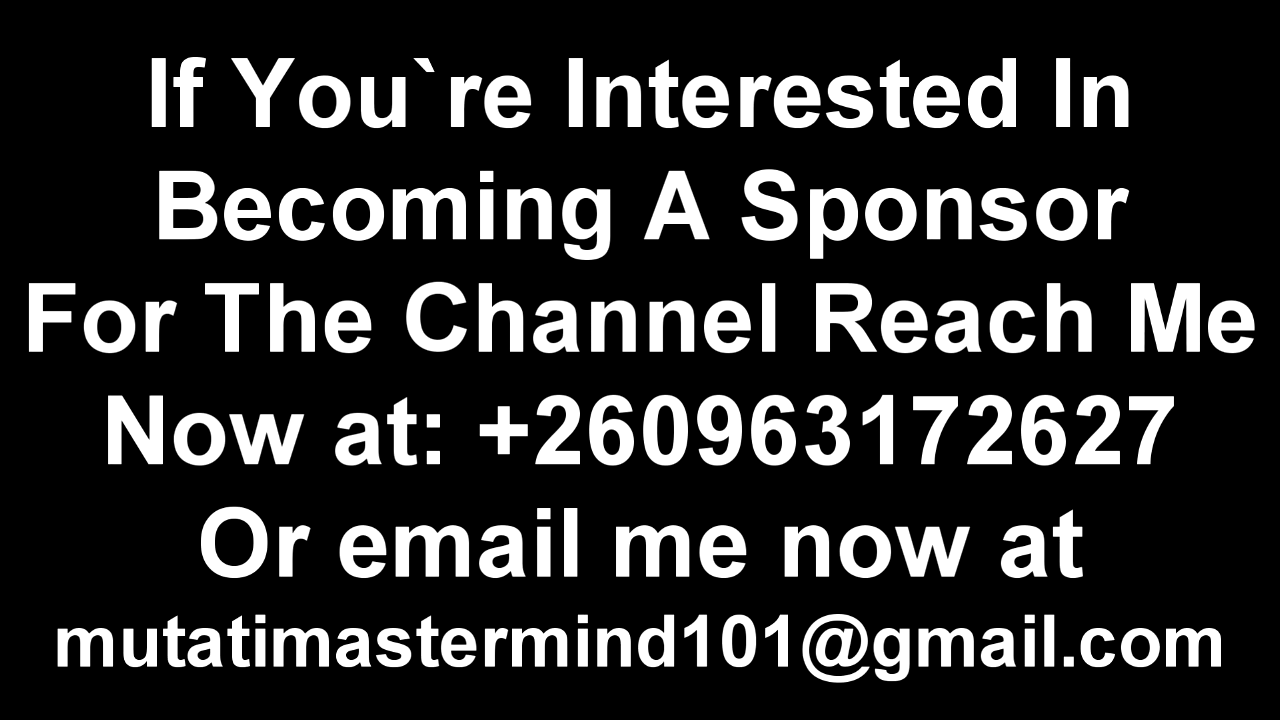 If You`re Interested In
Becoming A Sponsor
For The Channel Reach Me
Now at: +260963172627
Or email me now at
mutatimastermind101@gmail.com